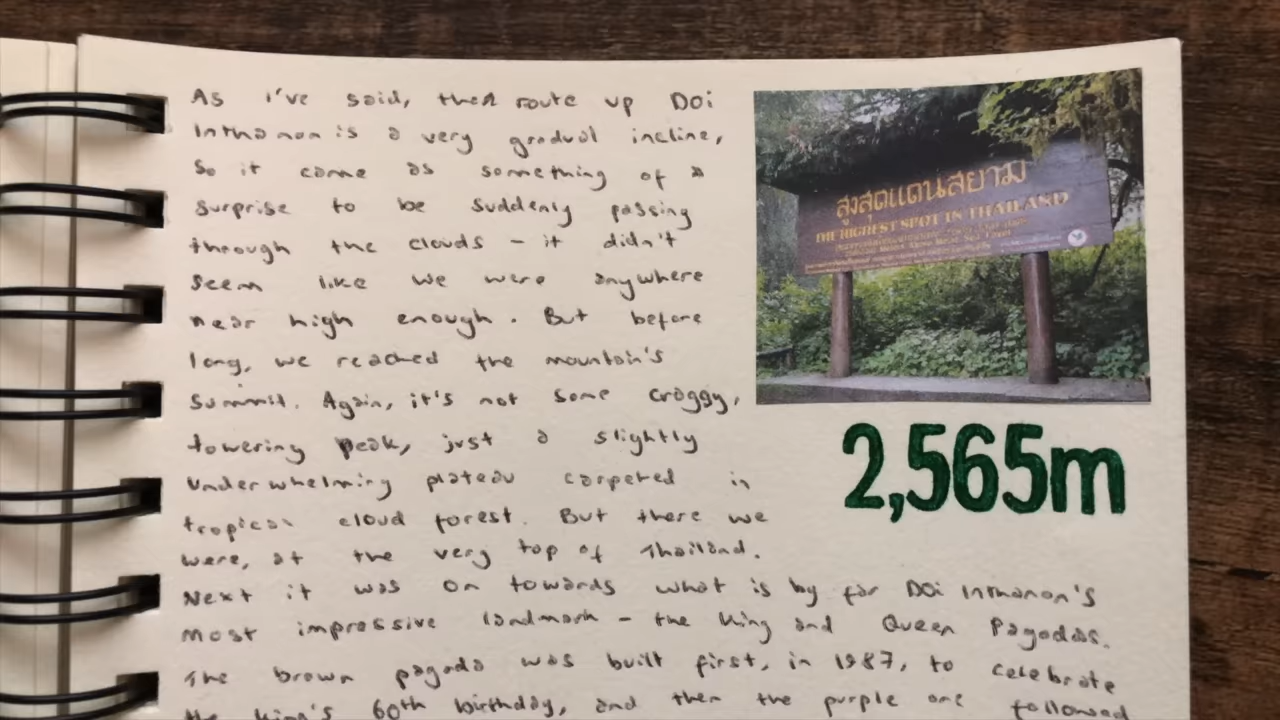 As i've said, the route up Doi
Inthanon is a very gradual incline,
So it came as something of a
surprise to be suddenly passing
through the clouds - it didn't
seem like we were anywhere
near high enough. But before
long, we reached the mountain's
summit. Again, it's not some craggy,
towering peak, just a slightly
underwhelming plateau carpeted in
tropical cloud forest. But there we
were, at the very top of Thailand.
Next it was on towards what is by far Doi Inthanon's
most impressive landmark - the King and Queen Pagodas.
The brown pagoda was built first, in 1987, to celebrate
the King's 60th birthday, and then the purple one followed
สูงสุดแดนสยาม
THE HIGHEST SPOT IN THAILAND
2,565m